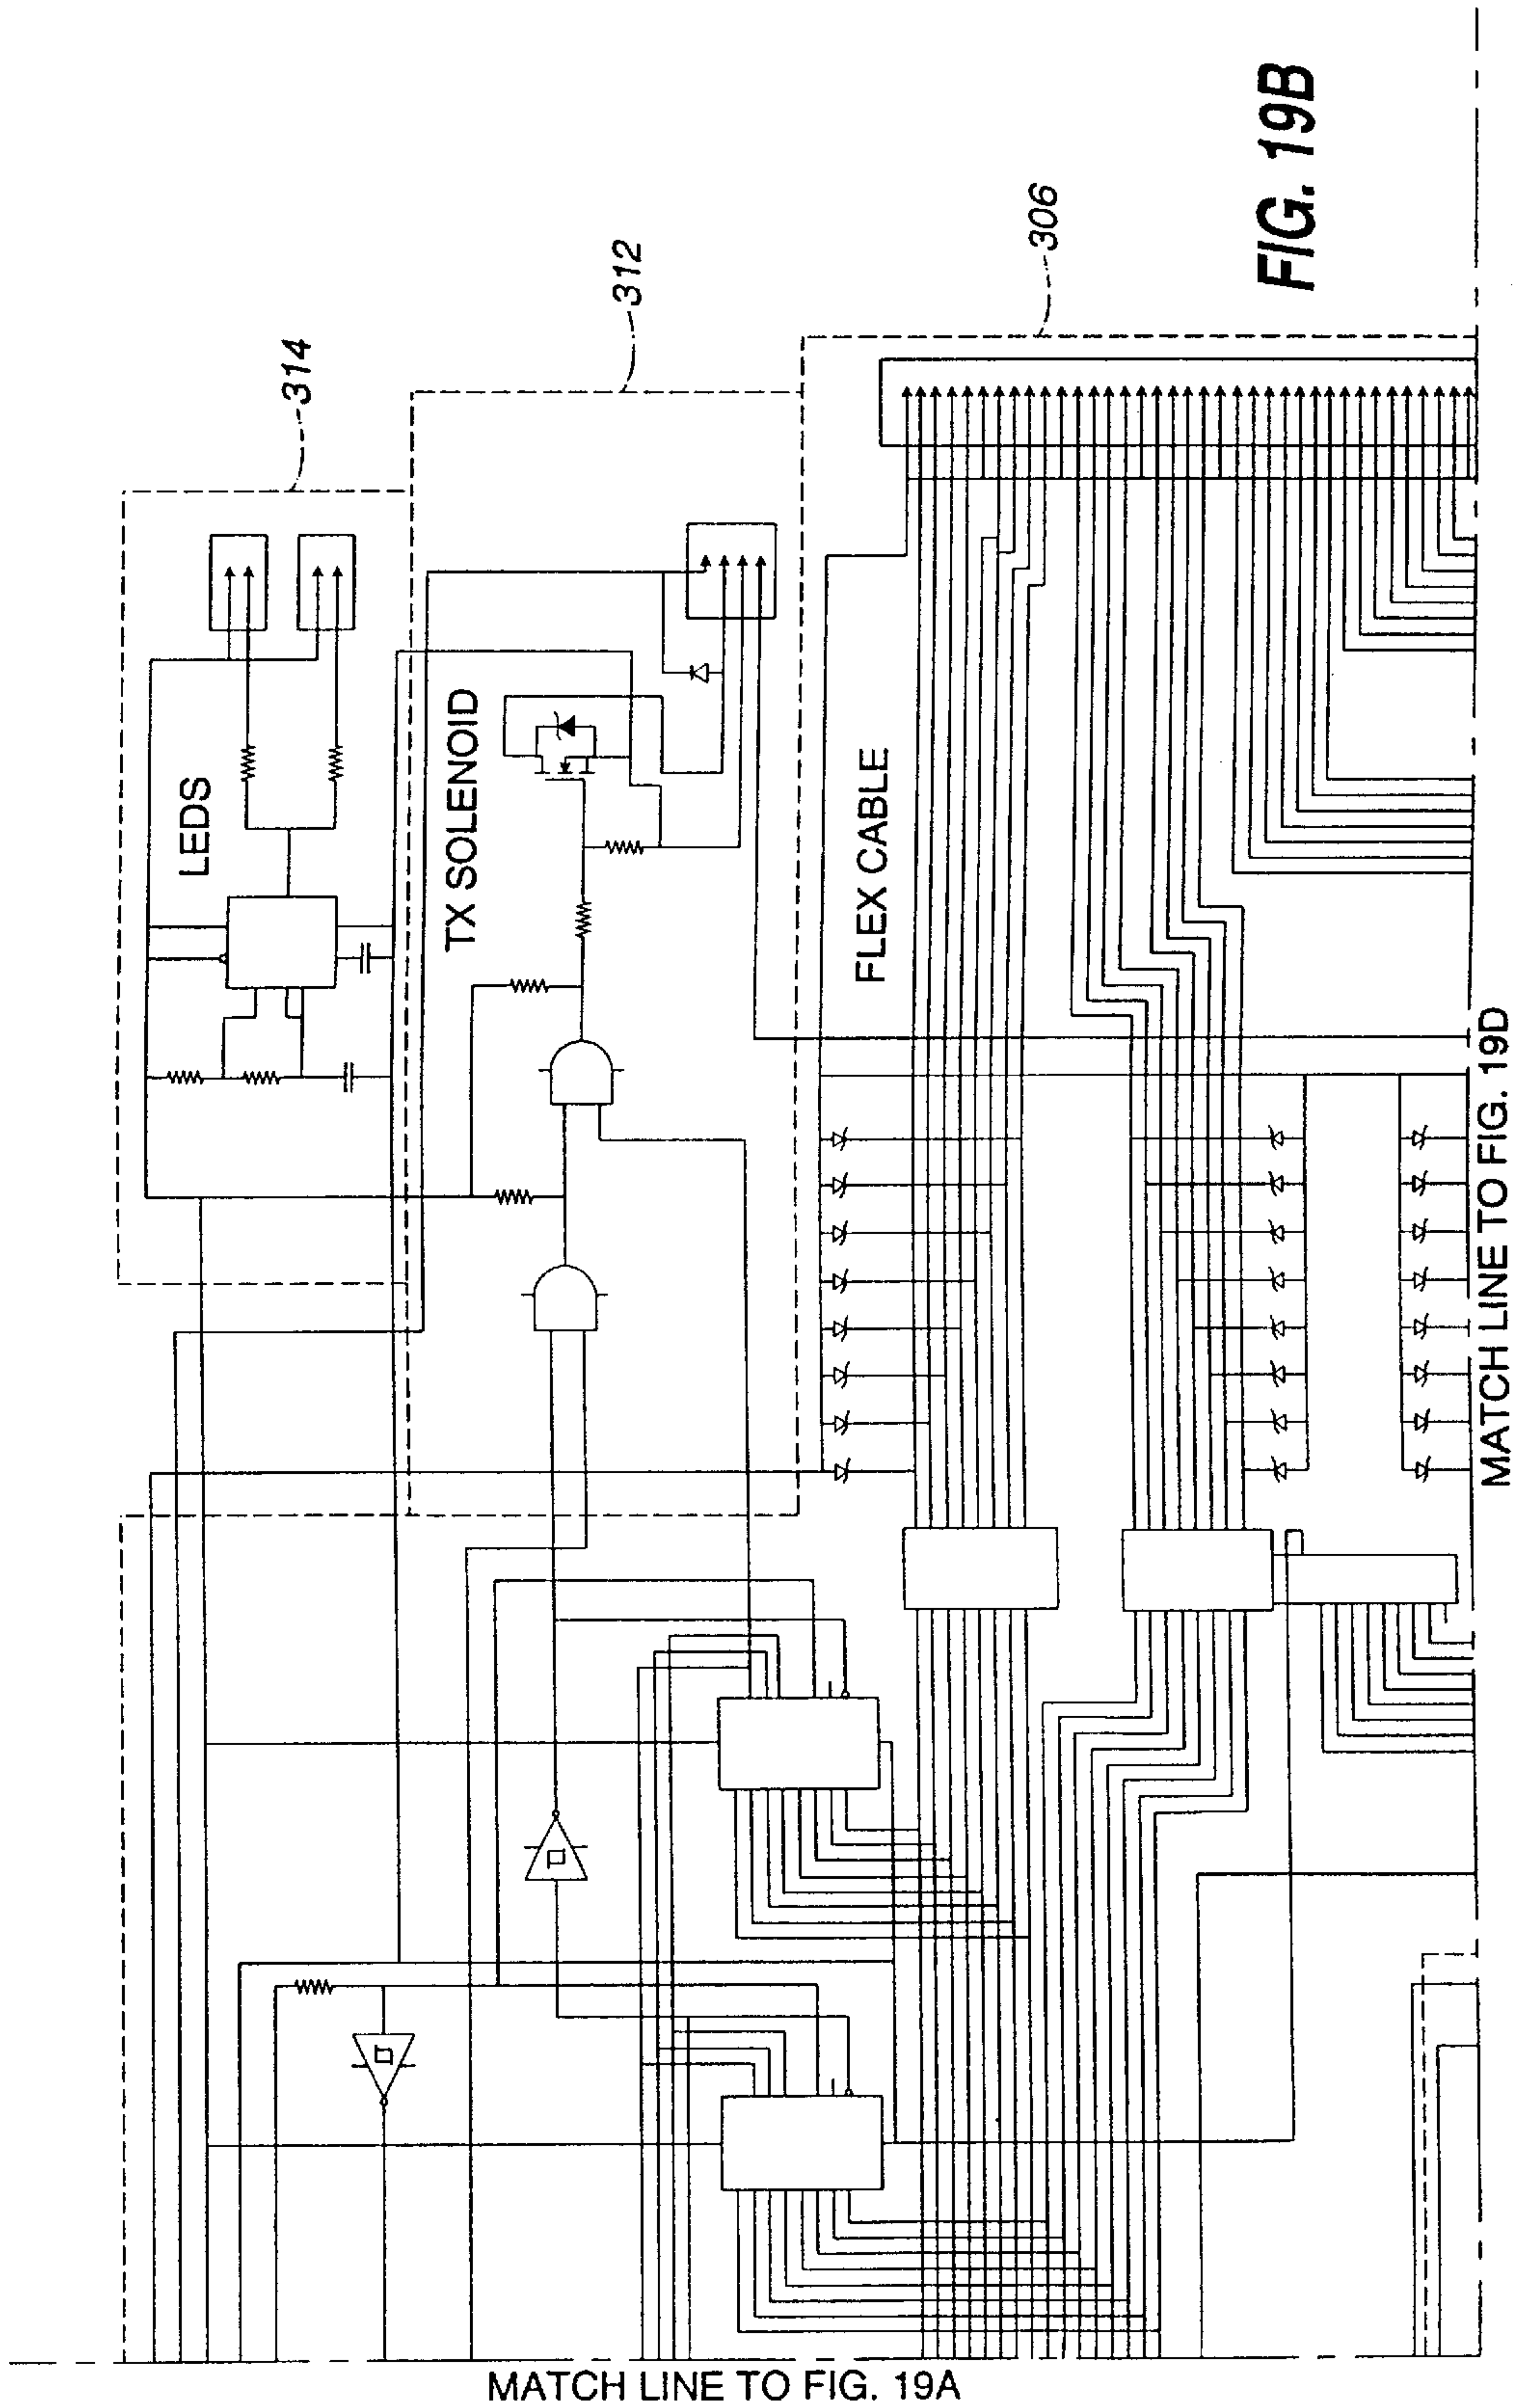 314
LEDS
312
TX SOLENOID
306
FLEX CABLE
FIG. 19B
MATCH LINE TO FIG. 19D
MATCH LINE TO FIG. 19A